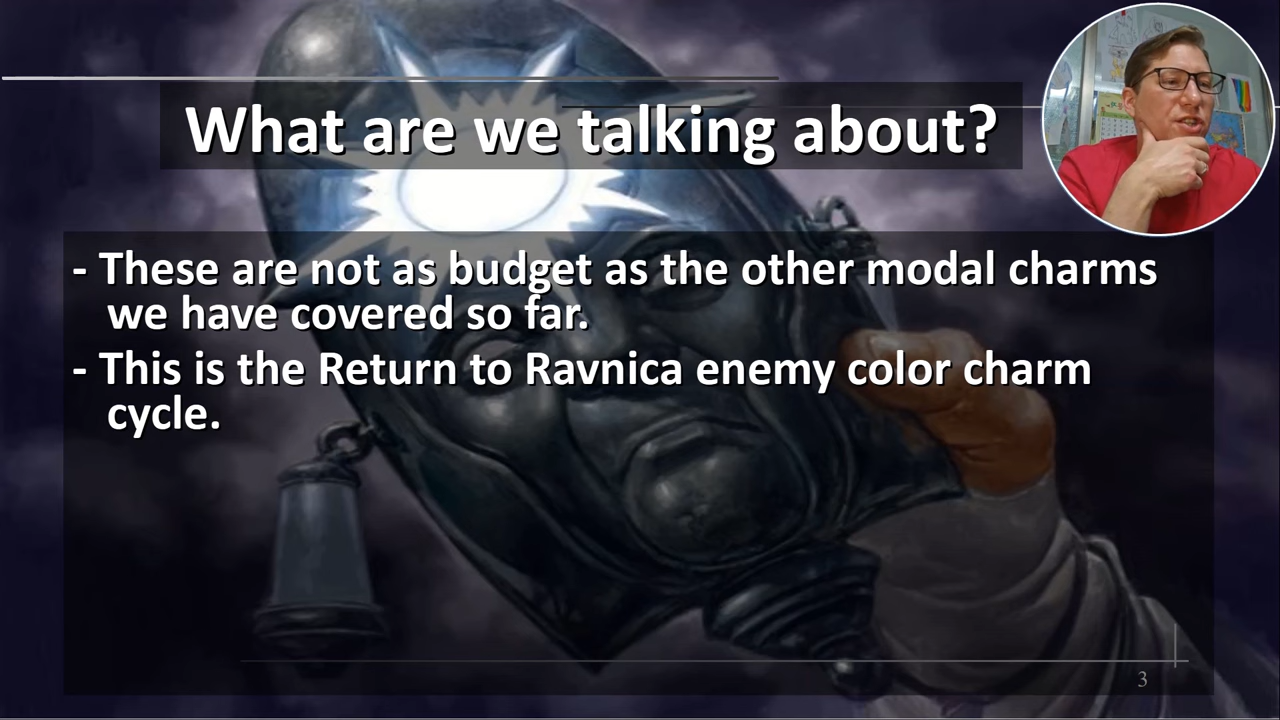 What are we talking about?
- These are not as budget as the other modal charms
we have covered so far.
- This is the Return to Ravnica enemy color charm
cycle.
3